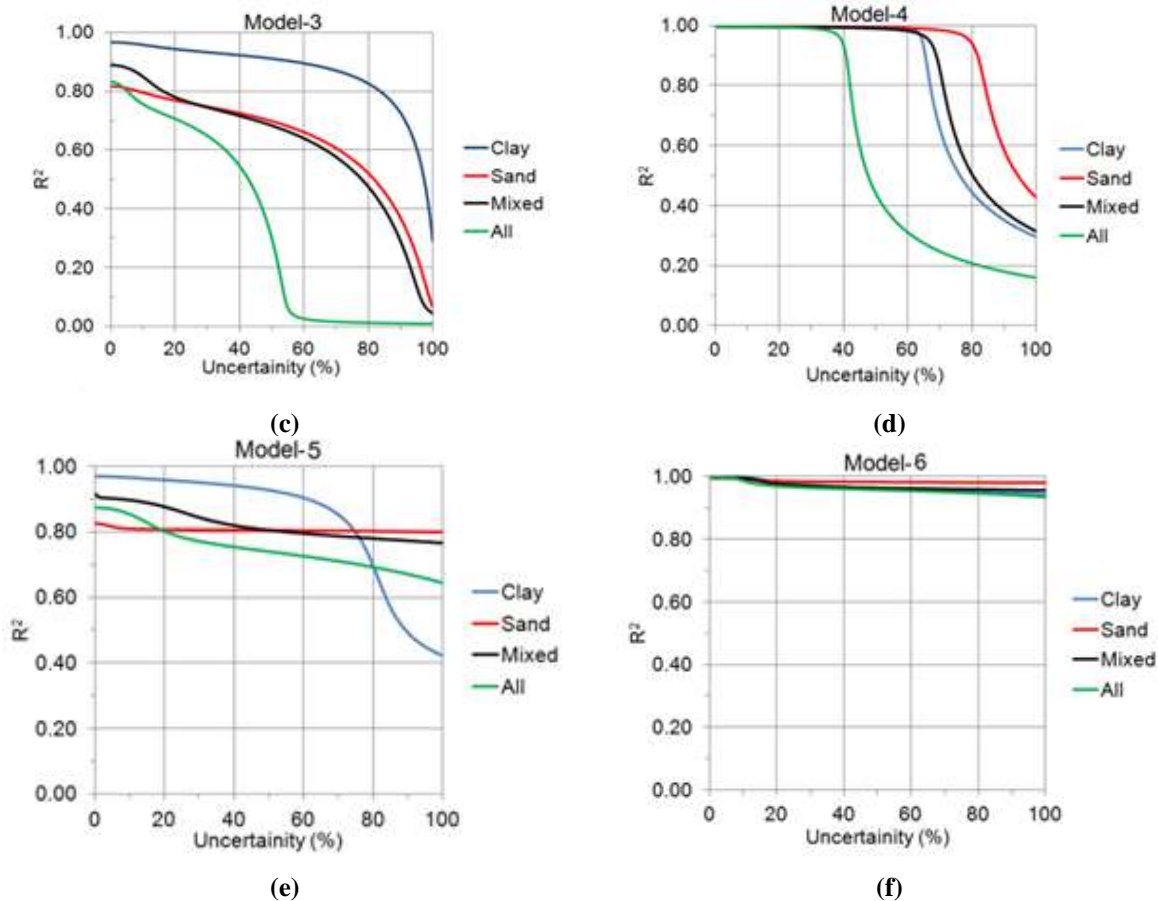 Model-3
1.00
0.80
0.60
0.40
0.20
0.00
R²
0 20 40 60 80 100
Uncertainity (%)
Clay
Sand
Mixed
All
(c)
Model-4
1.00
0.80
0.60
0.40
0.20
0.00
R²
0 20 40 60 80 100
Uncertainity (%)
Clay
Sand
Mixed
All
(d)
Model-5
1.00
0.80
0.60
0.40
0.20
0.00
R²
0 20 40 60 80 100
Uncertainity (%)
Clay
Sand
Mixed
All
(e)
Model-6
1.00
0.80
0.60
0.40
0.20
0.00
R²
0 20 40 60 80 100
Uncertainity (%)
Clay
Sand
Mixed
All
(f)